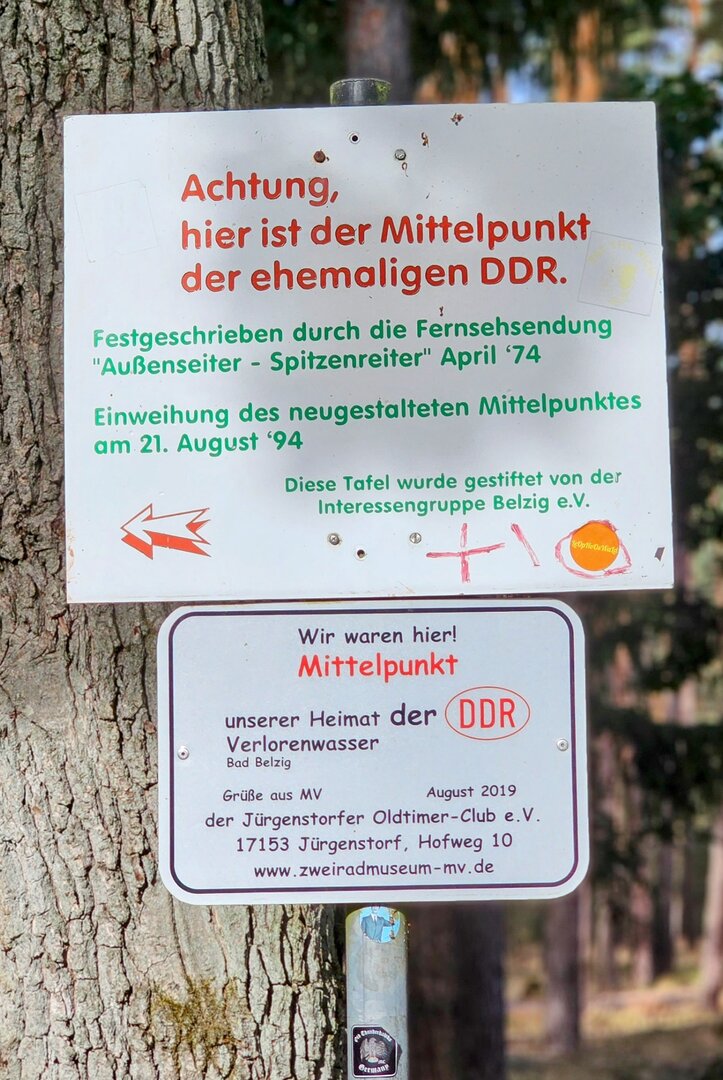 Achtung,
hier ist der Mittelpunkt
der ehemaligen DDR.
Festgeschrieben durch die Fernsehsendung
"Außenseiter - Spitzenreiter" April ‘74
Einweihung des neugestalteten Mittelpunktes
am 21. August ‘94
Diese Tafel wurde gestiftet von der
Interessengruppe Belzig e.V.
Wir waren hier!
Mittelpunkt
unserer Heimat der DDR
Verlorenwasser
Bad Belzig
Grüße aus MV August 2019
der Jürgenstorfer Oldtimer-Club e.V.
17153 Jürgenstorf, Hofweg 10
www.zweiradmuseum-mv.de
Germany